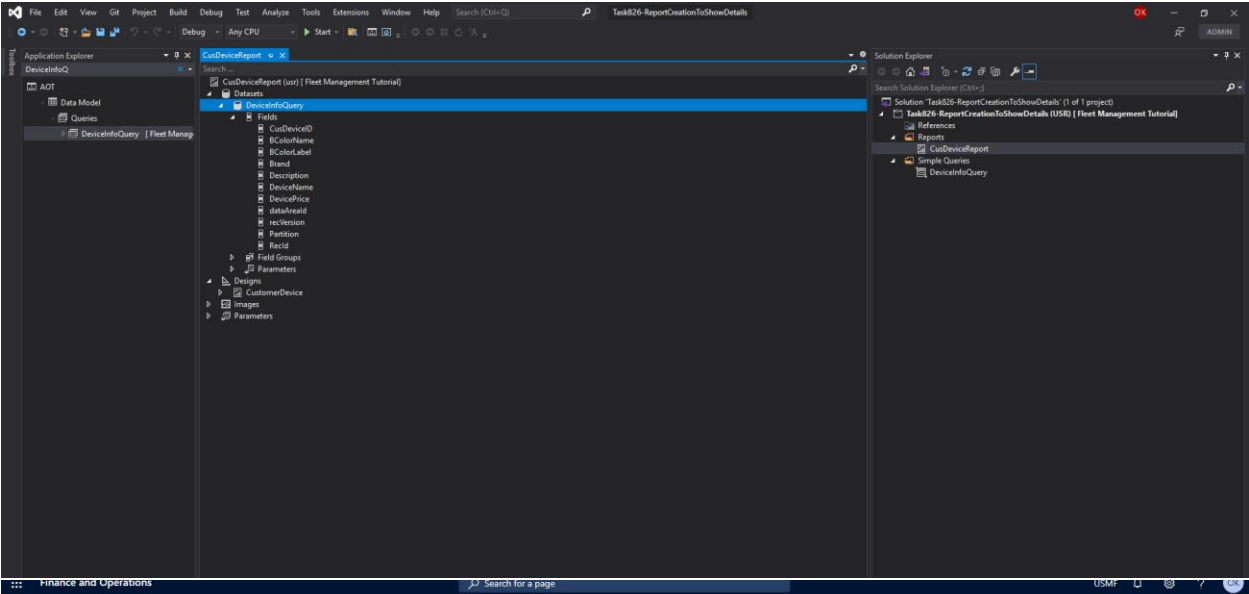 File Edit View Git Project Build Debug Test Analyze Tools Extensions Window Help Search (Ctrl+Q) Task826-ReportCreationToShowDetails OK
Debug Any CPU Start ADMIN
Toolbox
Application Explorer
DeviceInfoQ
AOT
Data Model
Queries
DeviceInfoQuery [ Fleet Manag
CusDeviceReport
Search ...
CusDeviceReport (usr) [ Fleet Management Tutorial]
Datasets
DeviceInfoQuery
Fields
CusDeviceID
BColorName
BColorLabel
Brand
Description
DeviceName
DevicePrice
dataAreaId
recVersion
Partition
RecId
Field Groups
Parameters
Designs
CustomerDevice
Images
Parameters
Solution Explorer
Search Solution Explorer (Ctrl+;)
Solution 'Task826-ReportCreationToShowDetails' (1 of 1 project)
Task826-ReportCreationToShowDetails (USR) [ Fleet Management Tutorial]
References
Reports
CusDeviceReport
Simple Queries
DeviceInfoQuery
Finance and Operations Search for a page USMF ? OK